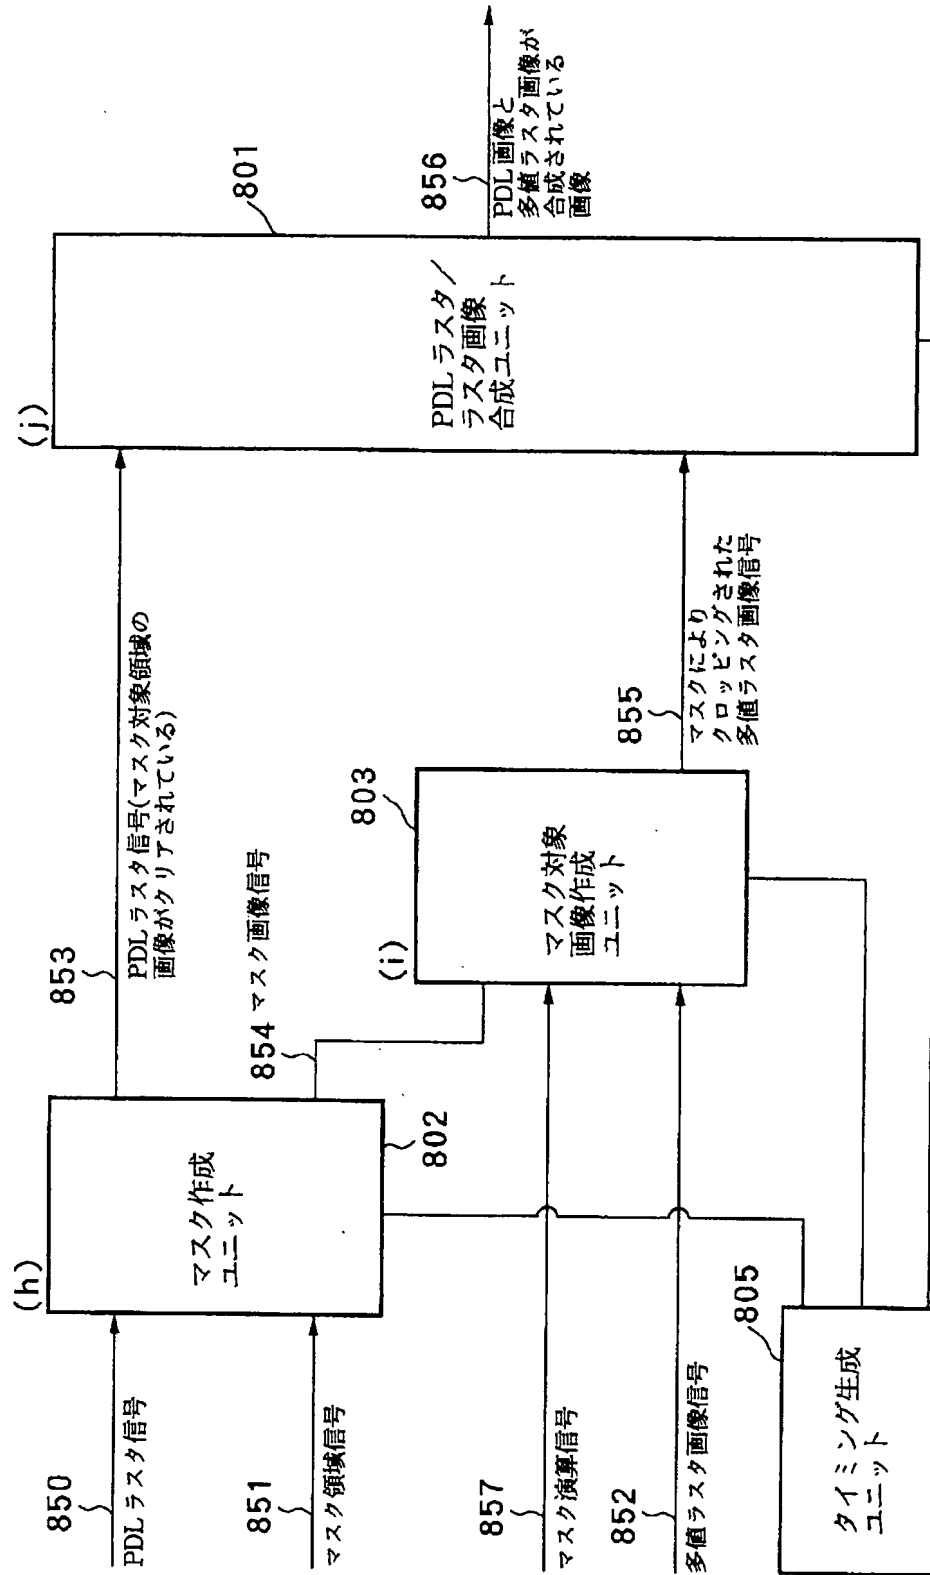 (h)
(i)
(j)
850
PDLラスタ信号
851
マスク領域信号
857
マスク演算信号
852
多値ラスタ画像信号
マスク作成
ユニット
802
805
タイミング生成
ユニット
853
PDLラスタ信号(マスク対象領域の
画像がクリアされている)
854 マスク画像信号
803
マスク対象
画像作成
ユニット
855
マスクにより
クロッピングされた
多値ラスタ画像信号
801
PDLラスタ/
ラスタ画像
合成ユニット
856
PDL画像と
多値ラスタ画像が
合成されている
画像